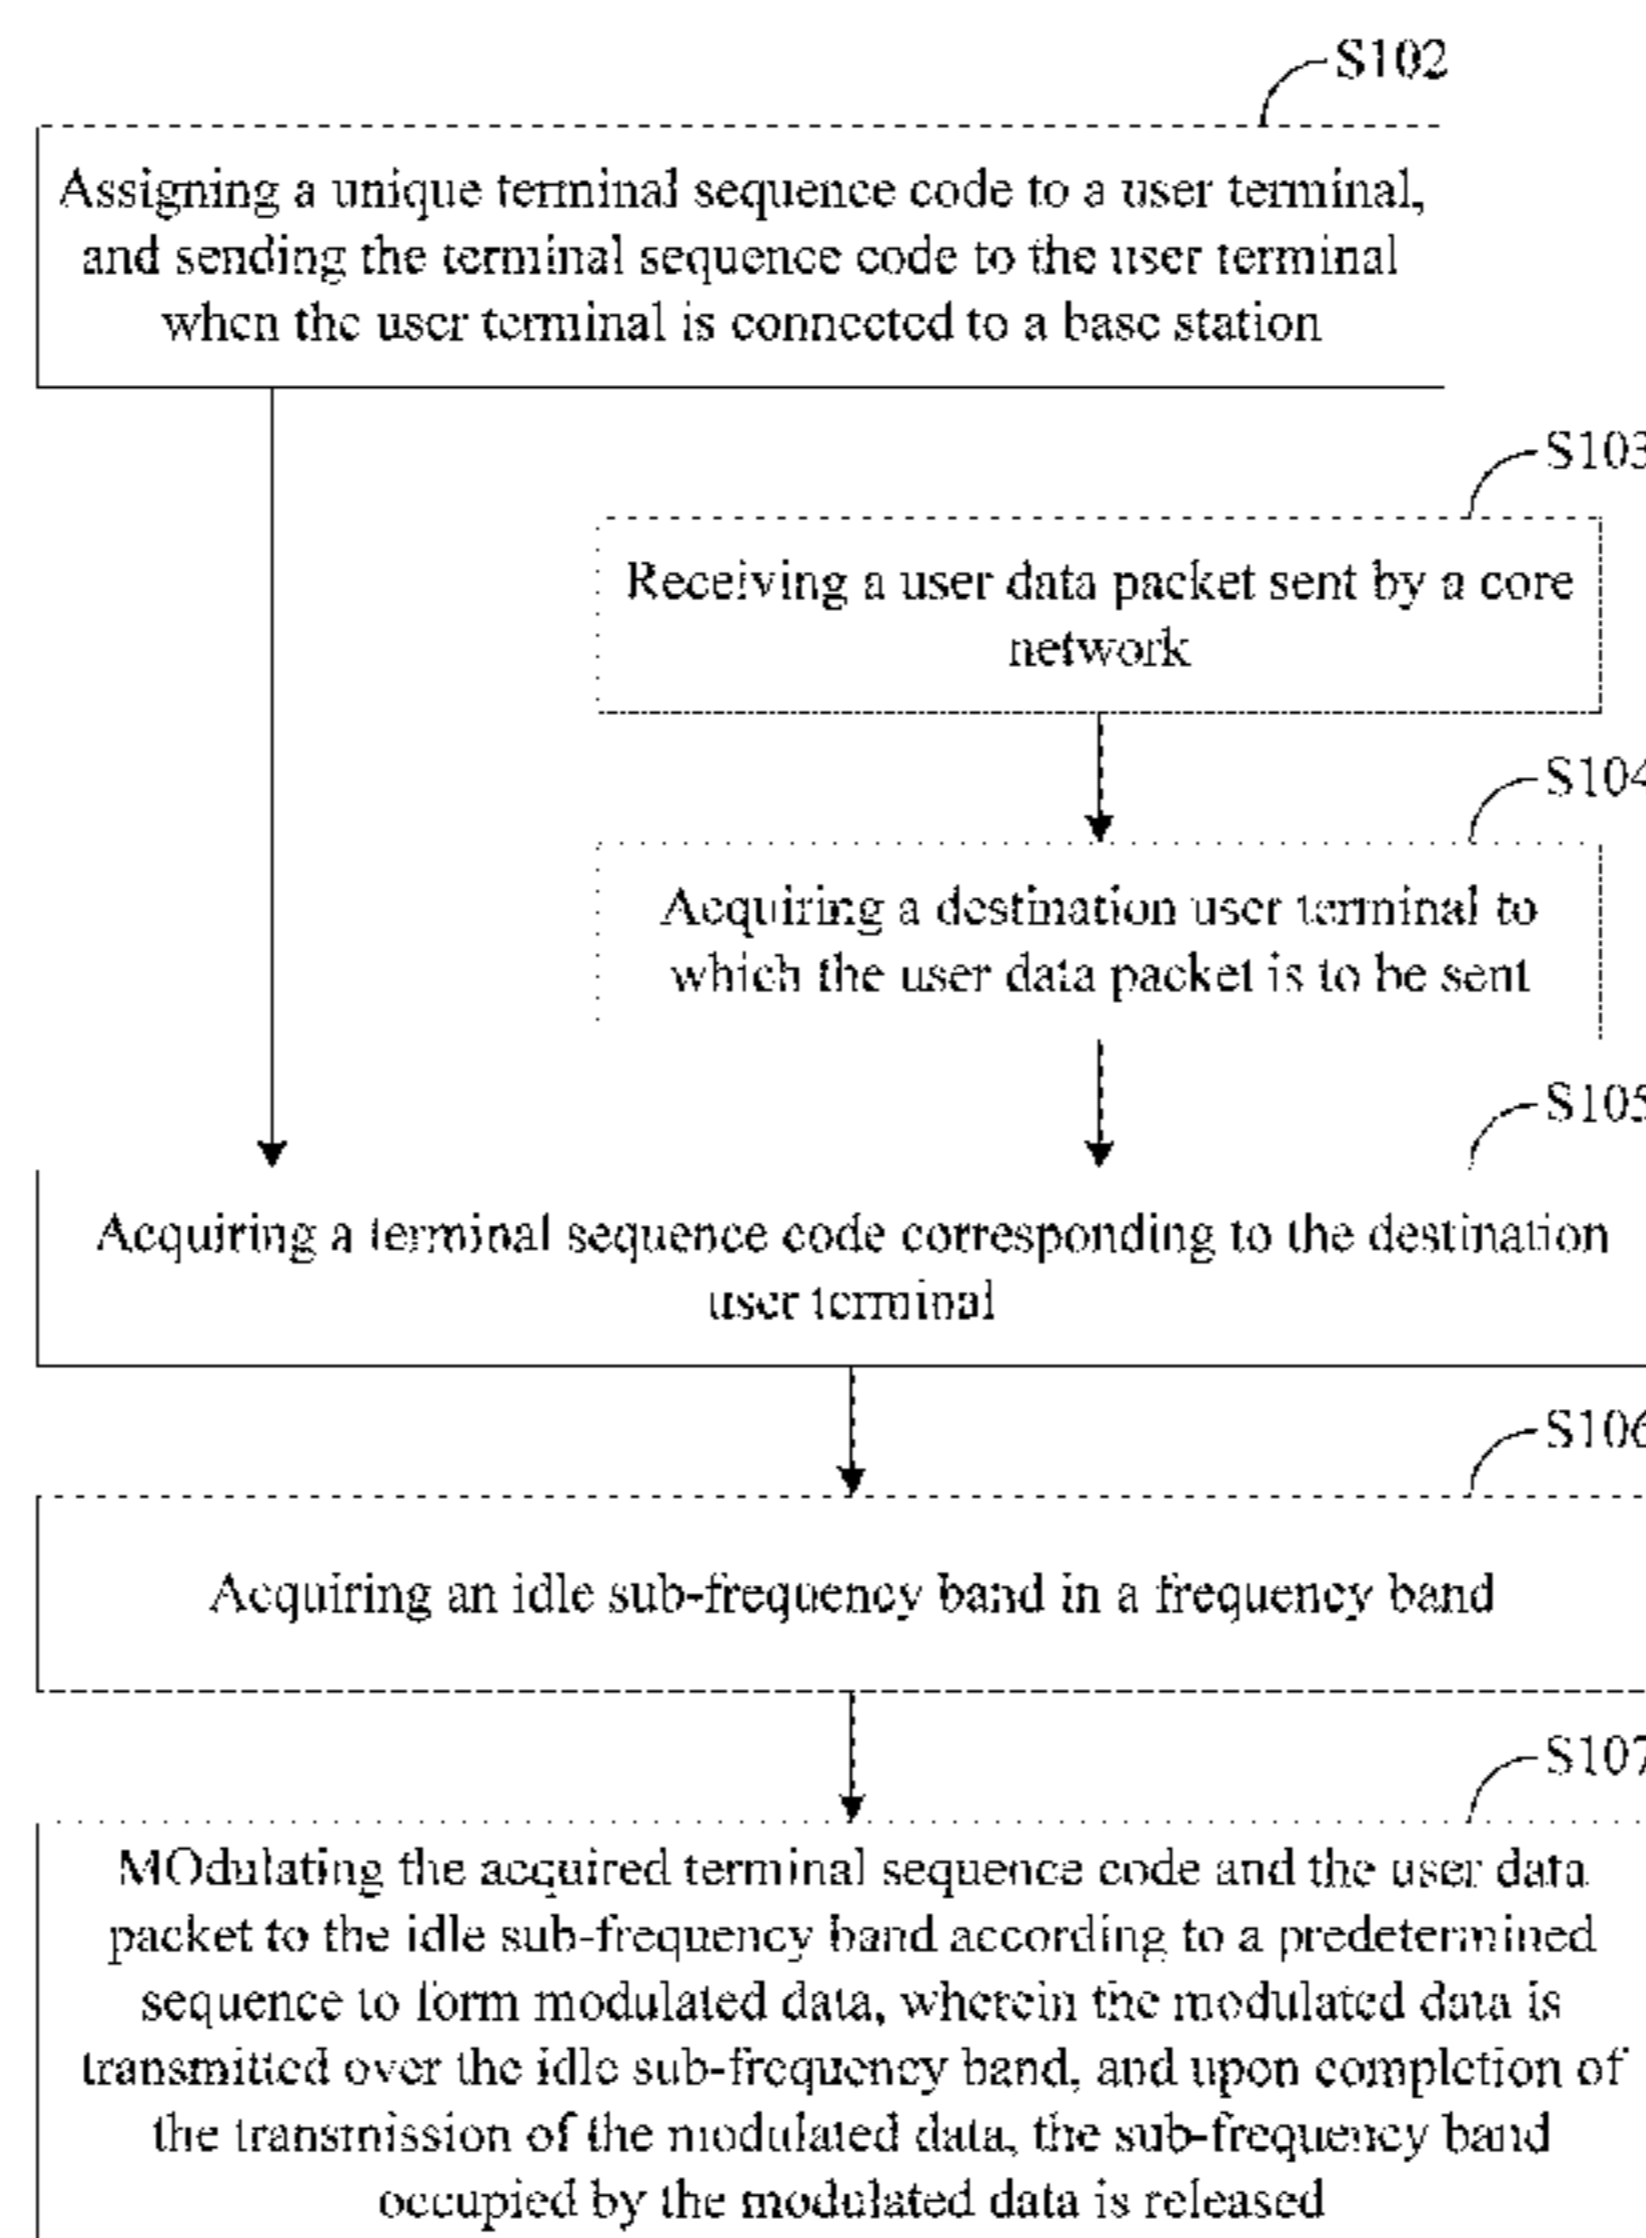 S102
Assigning a unique terminal sequence code to a user terminal,
and sending the terminal sequence code to the user terminal
when the user terminal is connected to a base station
S103
Receiving a user data packet sent by a core
network
S104
Acquiring a destination user terminal to
which the user data packet is to be sent
S105
Acquiring a terminal sequence code corresponding to the destination
user terminal
S106
Acquiring an idle sub-frequency band in a frequency band
S107
MOdulating the acquired terminal sequence code and the user data
packet to the idle sub-frequency band according to a predetermined
sequence to form modulated data, wherein the modulated data is
transmitted over the idle sub-frequency band, and upon completion of
the transmission of the modulated data, the sub-frequency band
occupied by the modulated data is released